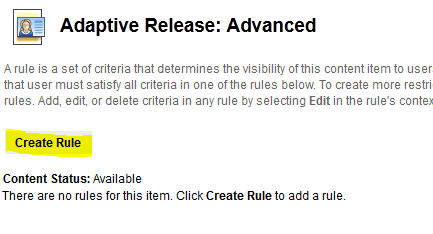 Adaptive Release: Advanced
A rule is a set of criteria that determines the visibility of this content item to user
that user must satisfy all criteria in one of the rules below. To create more restri
rules. Add, edit, or delete criteria in any rule by selecting Edit in the rule's contex
Create Rule
Content Status: Available
There are no rules for this item. Click Create Rule to add a rule.